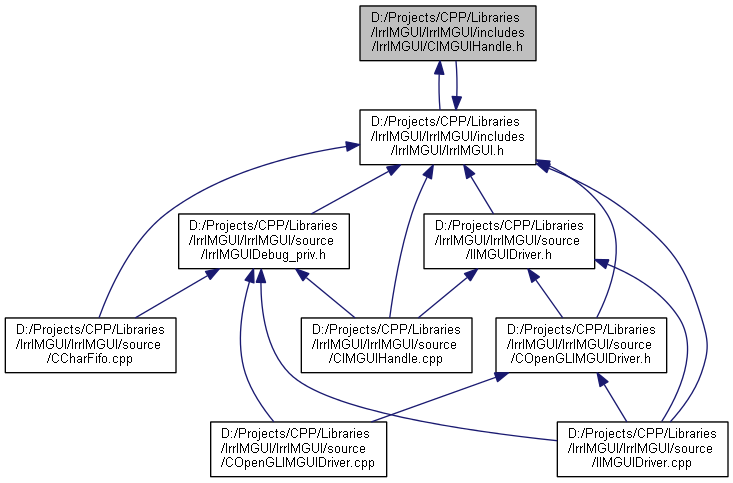 D:/Projects/CPP/Libraries
/IrrIMGUI/IrrIMGUI/includes
/IrrIMGUI/CIMGUIHandle.h
D:/Projects/CPP/Libraries
/IrrIMGUI/IrrIMGUI/includes
/IrrIMGUI/IrrIMGUI.h
D:/Projects/CPP/Libraries
/IrrIMGUI/IrrIMGUI/source
/IrrIMGUIDebug_priv.h
D:/Projects/CPP/Libraries
/IrrIMGUI/IrrIMGUI/source
/IIMGUIDriver.h
D:/Projects/CPP/Libraries
/IrrIMGUI/IrrIMGUI/source
/CCharFifo.cpp
D:/Projects/CPP/Libraries
/IrrIMGUI/IrrIMGUI/source
/CIMGUIHandle.cpp
D:/Projects/CPP/Libraries
/IrrIMGUI/IrrIMGUI/source
/COpenGLIMGUIDriver.h
D:/Projects/CPP/Libraries
/IrrIMGUI/IrrIMGUI/source
/COpenGLIMGUIDriver.cpp
D:/Projects/CPP/Libraries
/IrrIMGUI/IrrIMGUI/source
/IIMGUIDriver.cpp